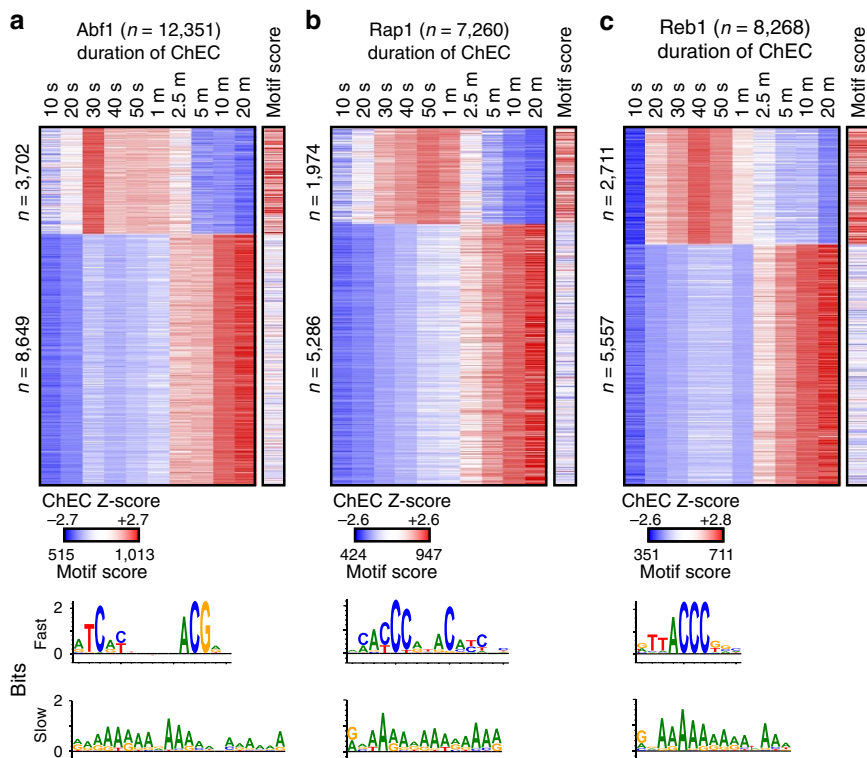 a
Abf1 (n = 12,351)
duration of ChEC
10 s
20 s
30 s
40 s
50 s
1 m
2.5 m
5 m
10 m
20 m
Motif score
n = 3,702
n = 8,649
ChEC Z-score
−2.7 +2.7
515 1,013
Motif score
b
Rap1 (n = 7,260)
duration of ChEC
10 s
20 s
30 s
40 s
50 s
1 m
2.5 m
5 m
10 m
20 m
Motif score
n = 1,974
n = 5,286
ChEC Z-score
−2.6 +2.6
424 947
Motif score
c
Reb1 (n = 8,268)
duration of ChEC
10 s
20 s
30 s
40 s
50 s
1 m
2.5 m
5 m
10 m
20 m
Motif score
n = 2,711
n = 5,557
ChEC Z-score
−2.6 +2.8
351 711
Motif score
Bits
Fast
2
0
Slow
2
0